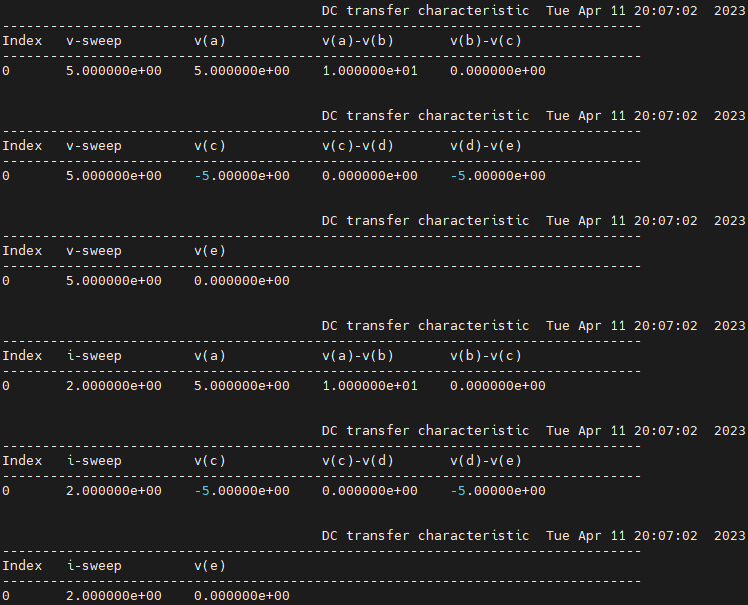 DC transfer characteristic  Tue Apr 11 20:07:02  2023
--------------------------------------------------------------------------------
Index   v-sweep         v(a)            v(a)-v(b)       v(b)-v(c)
--------------------------------------------------------------------------------
0       5.000000e+00    5.000000e+00    1.000000e+01    0.000000e+00
DC transfer characteristic  Tue Apr 11 20:07:02  2023
--------------------------------------------------------------------------------
Index   v-sweep         v(c)            v(c)-v(d)       v(d)-v(e)
--------------------------------------------------------------------------------
0       5.000000e+00    -5.00000e+00    0.000000e+00    -5.00000e+00
DC transfer characteristic  Tue Apr 11 20:07:02  2023
--------------------------------------------------------------------------------
Index   v-sweep         v(e)
--------------------------------------------------------------------------------
0       5.000000e+00    0.000000e+00
DC transfer characteristic  Tue Apr 11 20:07:02  2023
--------------------------------------------------------------------------------
Index   i-sweep         v(a)            v(a)-v(b)       v(b)-v(c)
--------------------------------------------------------------------------------
0       2.000000e+00    5.000000e+00    1.000000e+01    0.000000e+00
DC transfer characteristic  Tue Apr 11 20:07:02  2023
--------------------------------------------------------------------------------
Index   i-sweep         v(c)            v(c)-v(d)       v(d)-v(e)
--------------------------------------------------------------------------------
0       2.000000e+00    -5.00000e+00    0.000000e+00    -5.00000e+00
DC transfer characteristic  Tue Apr 11 20:07:02  2023
--------------------------------------------------------------------------------
Index   i-sweep         v(e)
--------------------------------------------------------------------------------
0       2.000000e+00    0.000000e+00